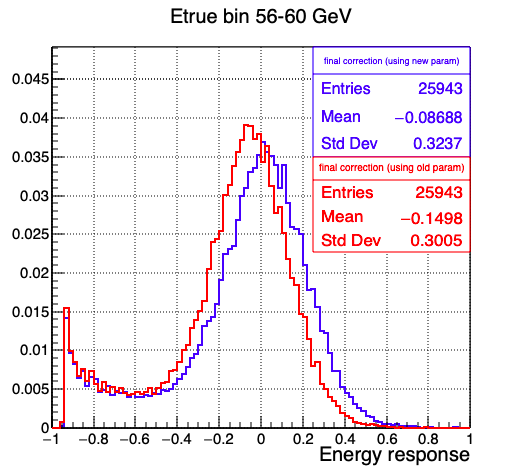 Etrue bin 56-60 GeV
final correction (using new param)
Entries 25943
Mean −0.08688
Std Dev 0.3237
final correction (using old param)
Entries 25943
Mean −0.1498
Std Dev 0.3005
0.045
0.04
0.035
0.03
0.025
0.02
0.015
0.01
0.005
0
−1 −0.8 −0.6 −0.4 −0.2 0 0.2 0.4 0.6 0.8 1
Energy response